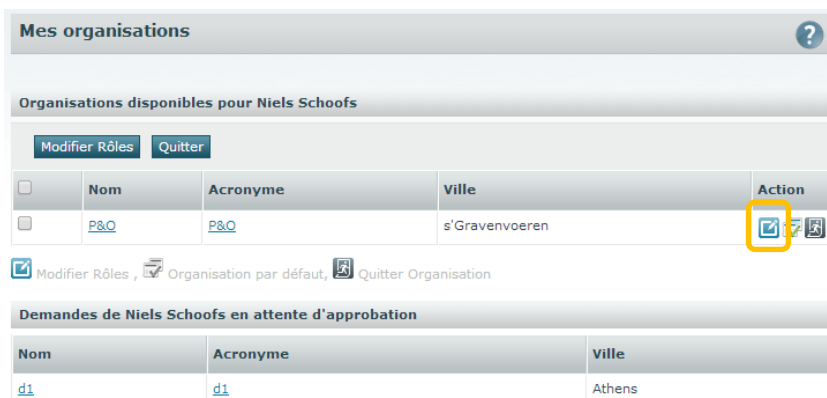 Mes organisations
?
Organisations disponibles pour Niels Schoofs
Modifier Rôles Quitter
Nom Acronyme Ville Action
P&O P&O s'Gravenvoeren
Modifier Rôles , Organisation par défaut, Quitter Organisation
Demandes de Niels Schoofs en attente d'approbation
Nom Acronyme Ville
d1 d1 Athens